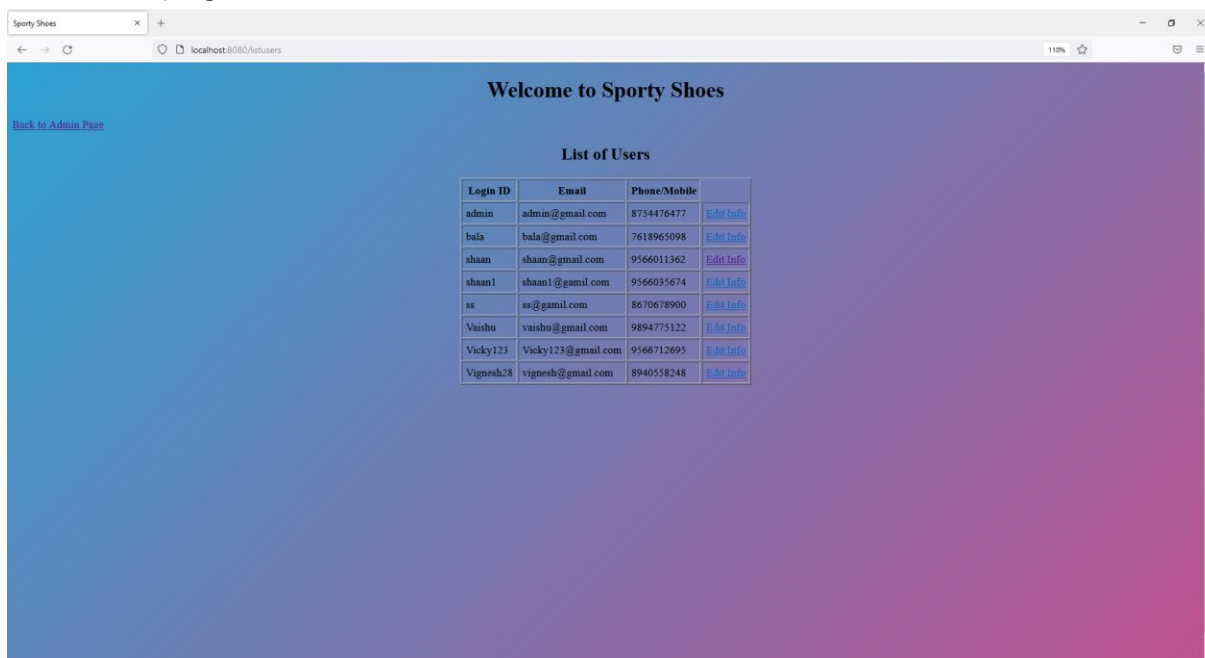 Sporty Shoes
localhost:8080/listusers
110%
Welcome to Sporty Shoes
Back to Admin Page
List of Users
Login ID Email Phone/Mobile
admin admin@gmail.com 8754476477 Edit Info
bala bala@gmail.com 7618965098 Edit Info
shaan shaan@gmail.com 9566011362 Edit Info
shaan1 shaan1@gamil.com 9566035674 Edit Info
ss ss@gamil.com 8670678900 Edit Info
Vaishu vaishu@gmail.com 9894775122 Edit Info
Vicky123 Vicky123@gmail.com 9566712695 Edit Info
Vignesh28 vignesh@gmail.com 8940558248 Edit Info